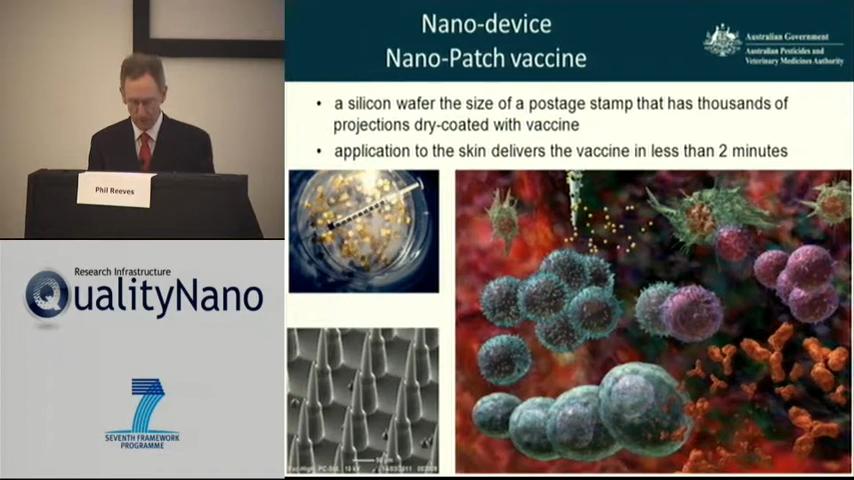 Nano-device
Nano-Patch vaccine
Australian Government
Australian Pesticides and
Veterinary Medicines Authority
• a silicon wafer the size of a postage stamp that has thousands of
projections dry-coated with vaccine
• application to the skin delivers the vaccine in less than 2 minutes
Phil Reeves
Research Infrastructure
QualityNano
7
SEVENTH FRAMEWORK
PROGRAMME